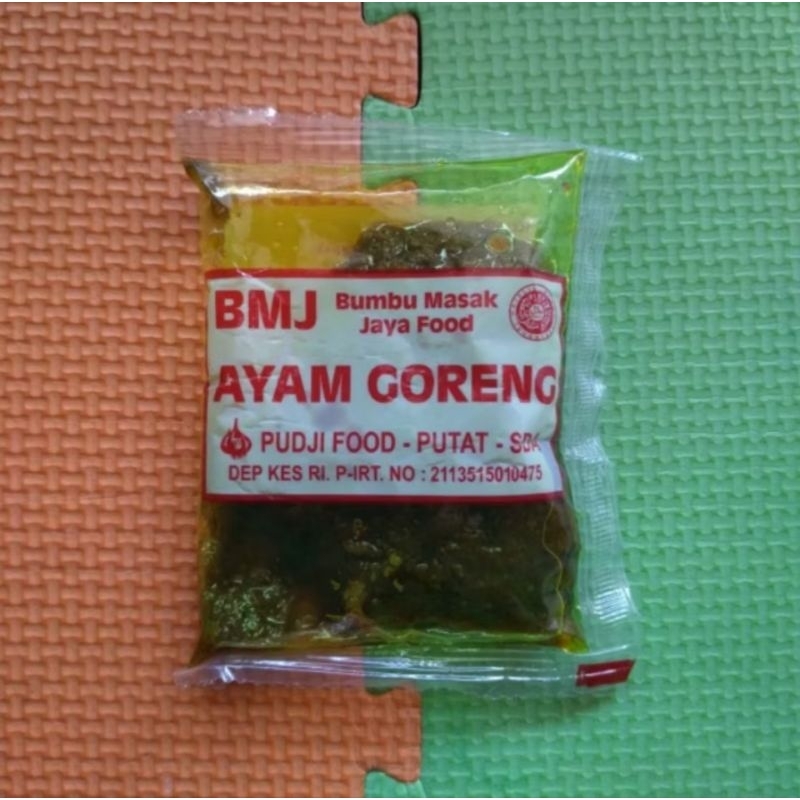 BMJ Bumbu Masak
Jaya Food
AYAM GORENG
PUDJI FOOD - PUTAT - SDA
DEP KES RI. P-IRT. NO : 2113515010475